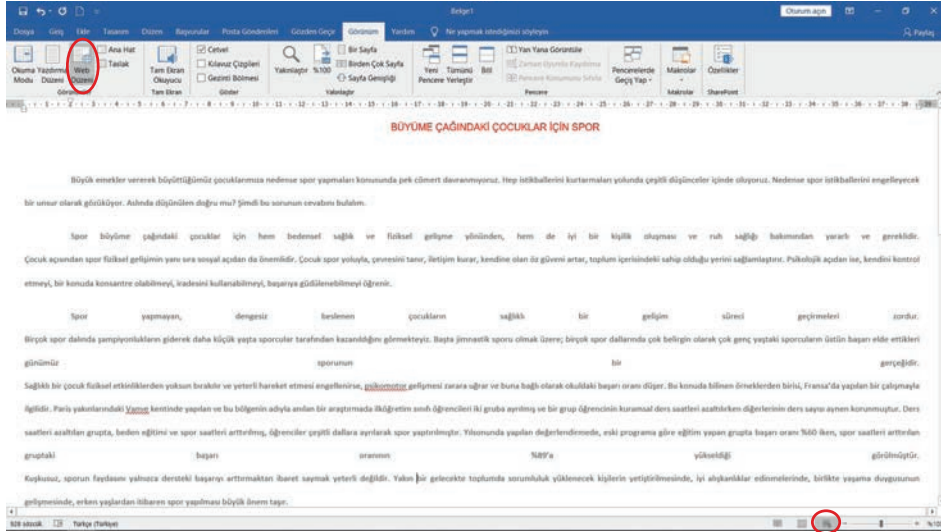 Belge1
Oturum açın
Dosya Giriş Ekle Tasarım Düzen Başvurular Posta Gönderileri Gözden Geçir Görünüm Yardım Ne yapmak istediğinizi söyleyin
Paylaş
Okuma Modu
Yazdırma Düzeni
Web Düzeni
Ana Hat
Taslak
Tam Ekran Okuyucu
Cetvel
Kılavuz Çizgileri
Gezinti Bölmesi
Yakınlaştır
%100
Bir Sayfa
Birden Çok Sayfa
Sayfa Genişliği
Yeni Pencere
Tümünü Yerleştir
Böl
Yan Yana Görüntüle
Zaman Uyumlu Kaydırma
Pencere Konumunu Sıfırla
Pencerelerde Geçiş Yap
Makrolar
Özellikler
Tam Ekran
Göster
Yakınlaştır
Pencere
Makrolar
SharePoint
BÜYÜME ÇAĞINDAKİ ÇOCUKLAR İÇİN SPOR
Büyük emekler vererek büyüttüğümüz çocuklarımıza nedense spor yapmaları konusunda pek cömert davranmıyoruz. Hep istikballerini kurtarmaları yolunda çeşitli düşünceler içinde oluyoruz. Nedense spor istikballerini engelleyecek
bir unsur olarak gözüküyor. Aslında düşünülen doğru mu? Şimdi bu sorunun cevabını bulalım.
Spor büyüme çağındaki çocuklar için hem bedensel sağlık ve fiziksel gelişme yönünden, hem de iyi bir kişilik oluşması ve ruh sağlığı bakımından yararlı ve gereklidir.
Çocuk açısından spor fiziksel gelişimin yanı sıra sosyal açıdan da önemlidir. Çocuk spor yoluyla, çevresini tanır, iletişim kurar, kendine olan öz güveni artar, toplum içerisindeki sahip olduğu yerini sağlamlaştırır. Psikolojik açıdan ise, kendini kontrol
etmeyi, bir konuda konsantre olabilmeyi, iradesini kullanabilmeyi, başarıya güdülenebilmeyi öğrenir.
Spor yapmayan, dengesiz beslenen çocukların sağlıklı bir gelişim süreci geçirmeleri zordur.
Birçok spor dalında şampiyonlukların giderek daha küçük yaşta sporcular tarafından kazanıldığını görmekteyiz. Başta jimnastik sporu olmak üzere; birçok spor dallarında çok belirgin olarak çok genç yaştaki sporcuların üstün başarı elde ettikleri
günümüz sporunun bir gerçeğidir.
Sağlıklı bir çocuk fiziksel etkinliklerden yoksun bırakılır ve yeterli hareket etmesi engellenirse, psikomotor gelişmesi zarara uğrar ve buna bağlı olarak okuldaki başarı oranı düşer. Bu konuda bilinen örneklerden birisi, Fransa'da yapılan bir çalışmayla
ilgilidir. Paris yakınlarındaki Vanve kentinde yapılan ve bu bölgenin adıyla anılan bir araştırmada ilköğretim sınıfı öğrencileri iki gruba ayrılmış ve bir grup öğrencinin kuramsal ders saatleri azaltılırken diğerlerinin ders sayısı aynen korunmuştur. Ders
saatleri azaltılan grupta, beden eğitimi ve spor saatleri arttırılmış, öğrenciler çeşitli dallara ayrılarak spor yaptırılmıştır. Yılsonunda yapılan değerlendirmede, eski programa göre eğitim yapan grupta başarı oranı %60 iken, spor saatleri arttırılan
gruptaki başarı oranının %89'a yükseldiği görülmüştür.
Kuşkusuz, sporun faydasını yalnızca dersteki başarıyı arttırmaktan ibaret saymak yeterli değildir. Yakın bir gelecekte toplumda sorumluluk yüklenecek kişilerin yetiştirilmesinde, iyi alışkanlıklar edinmelerinde, birlikte yaşama duygusunun
gelişmesinde, erken yaşlardan itibaren spor yapılması büyük önem taşır.
928 sözcük Türkçe (Türkiye)